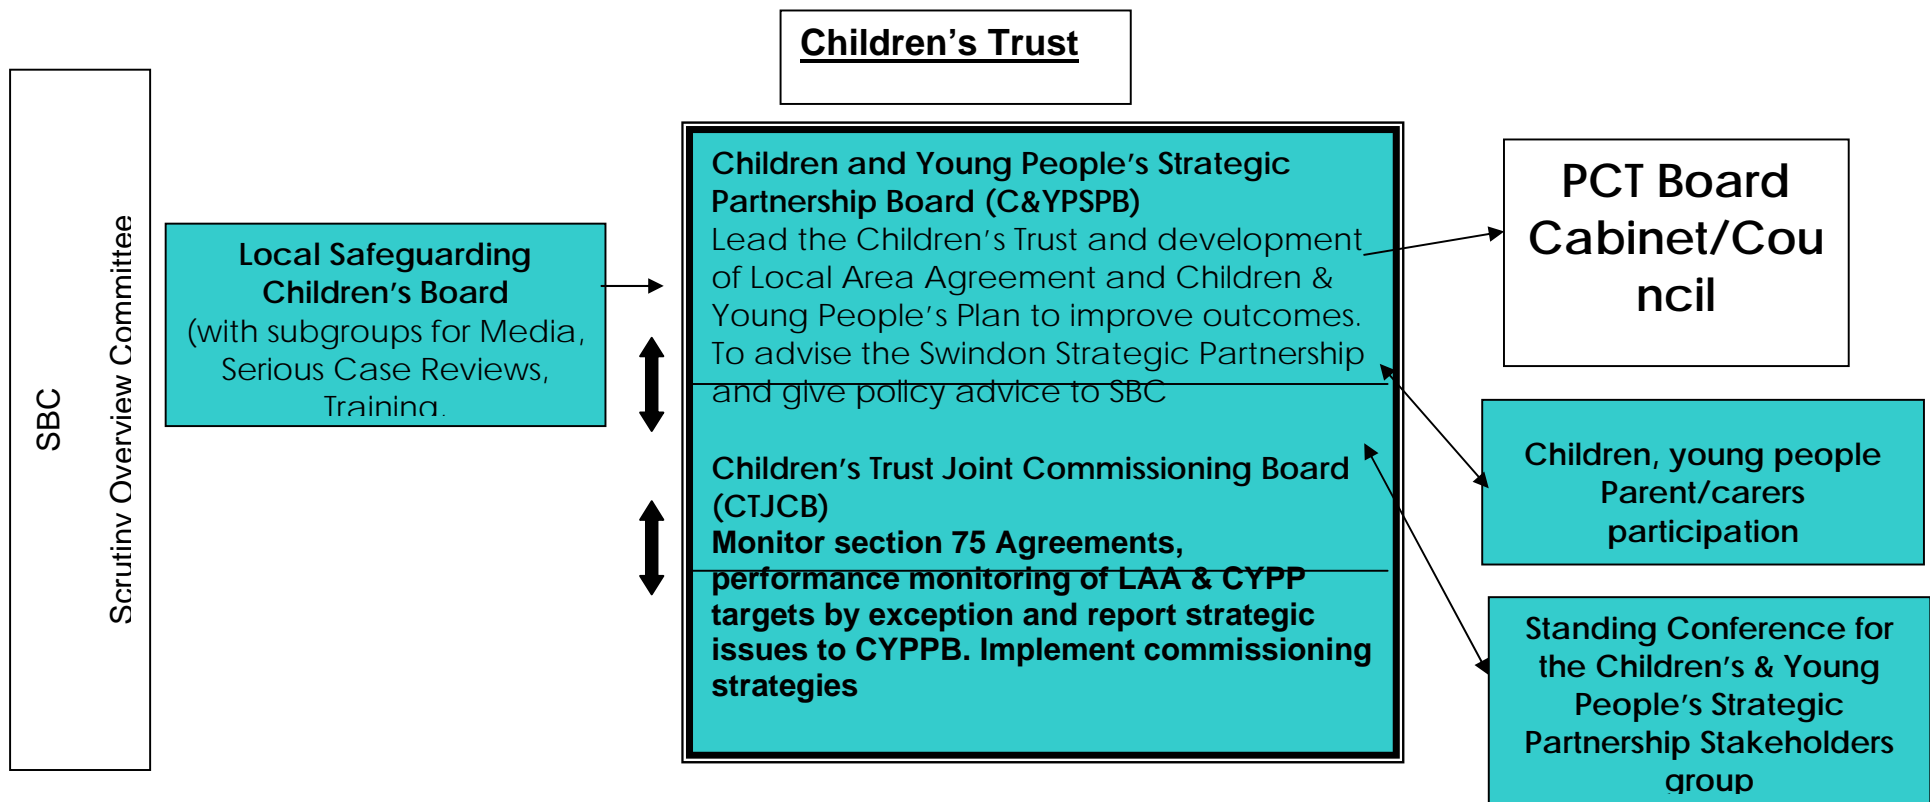 Children's Trust
SBC
Scrutiny Overview Committee
Local Safeguarding
Children's Board
(with subgroups for Media,
Serious Case Reviews,
Training,
Children and Young People's Strategic
Partnership Board (C&YPSPB)
Lead the Children's Trust and development
of Local Area Agreement and Children &
Young People's Plan to improve outcomes.
To advise the Swindon Strategic Partnership
and give policy advice to SBC
Children's Trust Joint Commissioning Board
(CTJCB)
Monitor section 75 Agreements,
performance monitoring of LAA & CYPP
targets by exception and report strategic
issues to CYPPB. Implement commissioning
strategies
PCT Board
Cabinet/Cou
ncil
Children, young people
Parent/carers
participation
Standing Conference for
the Children's & Young
People's Strategic
Partnership Stakeholders
group